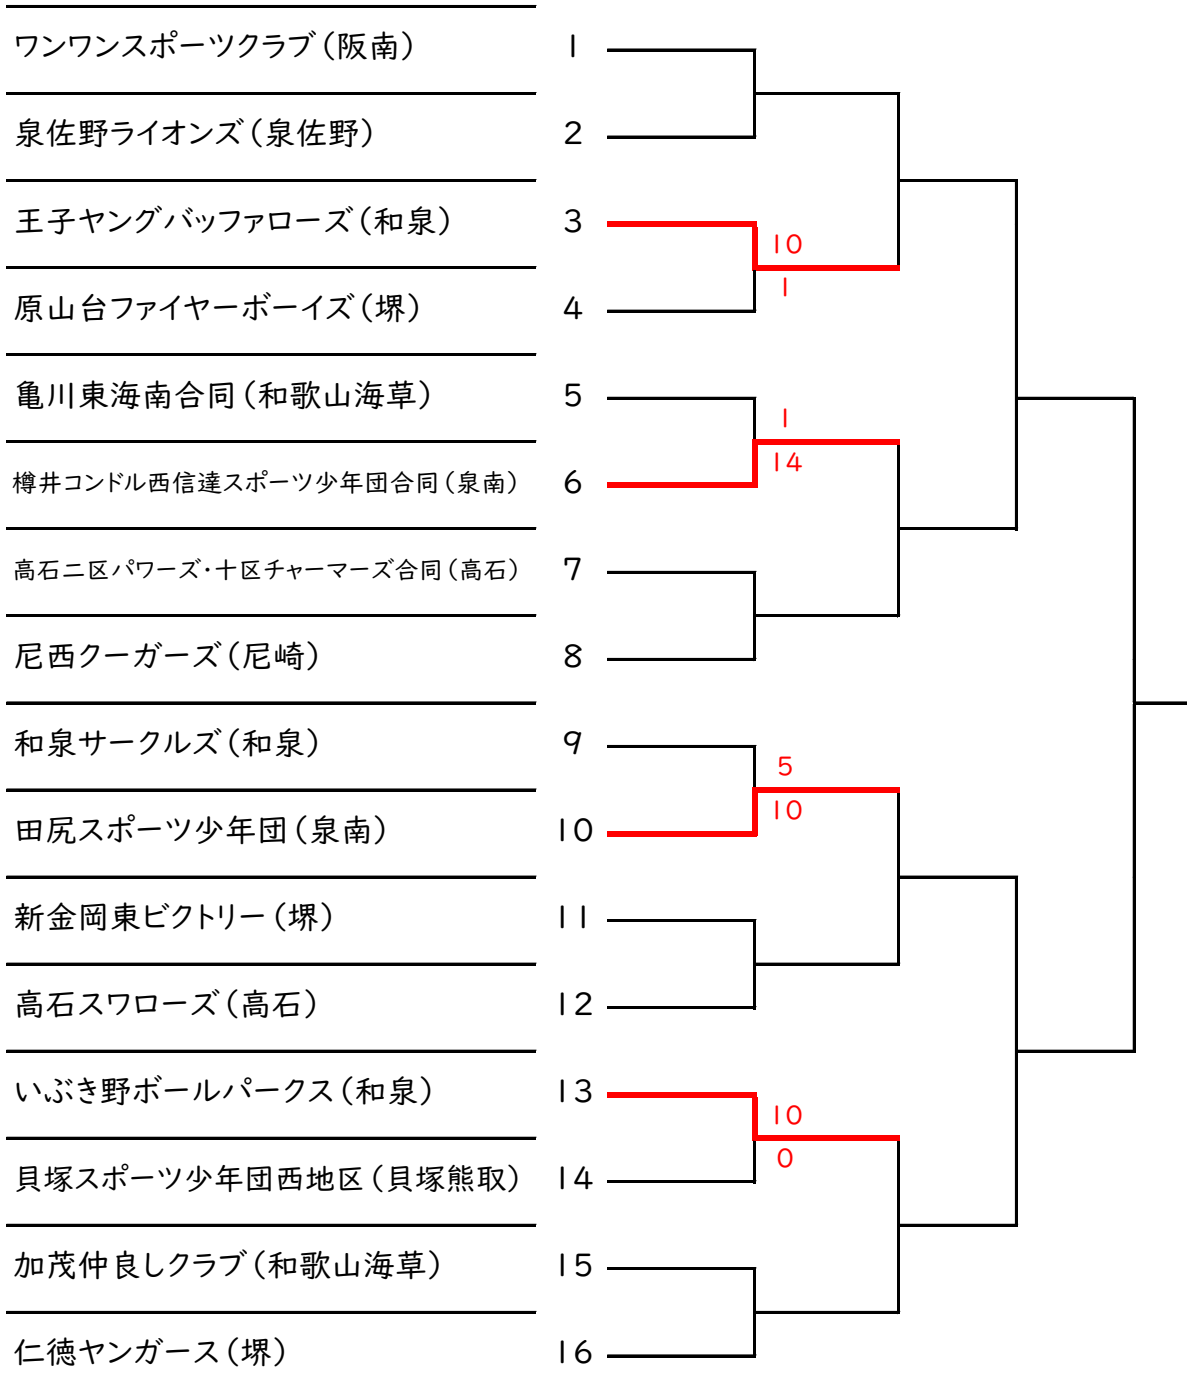 ワンワンスポーツクラブ(阪南) 1
泉佐野ライオンズ(泉佐野) 2
王子ヤングバッファローズ(和泉) 3
10
1
原山台ファイヤーボーイズ(堺) 4
亀川東海南合同(和歌山海草) 5
1
14
樽井コンドル西信達スポーツ少年団合同(泉南) 6
高石二区パワーズ・十区チャーマーズ合同(高石) 7
尼西クーガーズ(尼崎) 8
和泉サークルズ(和泉) 9
5
10
田尻スポーツ少年団(泉南) 10
新金岡東ビクトリー(堺) 11
高石スワローズ(高石) 12
いぶき野ボールパークス(和泉) 13
10
0
貝塚スポーツ少年団西地区(貝塚熊取) 14
加茂仲良しクラブ(和歌山海草) 15
仁徳ヤンガース(堺) 16